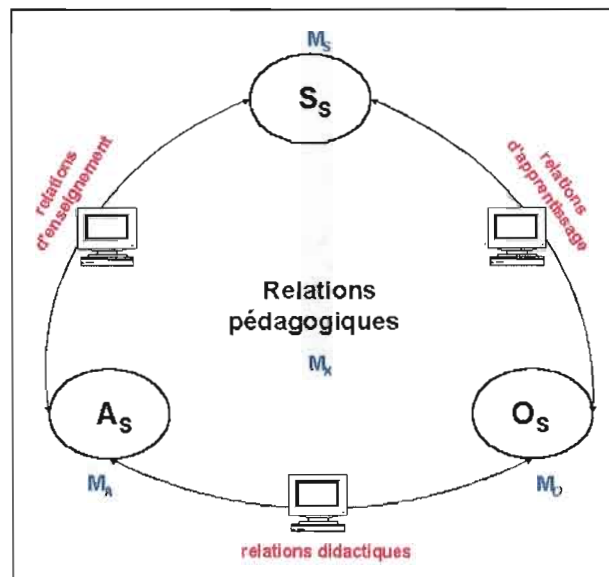 M_S
S_S
relations
d'enseignement
relations
d'apprentissage
Relations
pédagogiques
M_X
A_S
O_S
M_A
M_O
relations didactiques